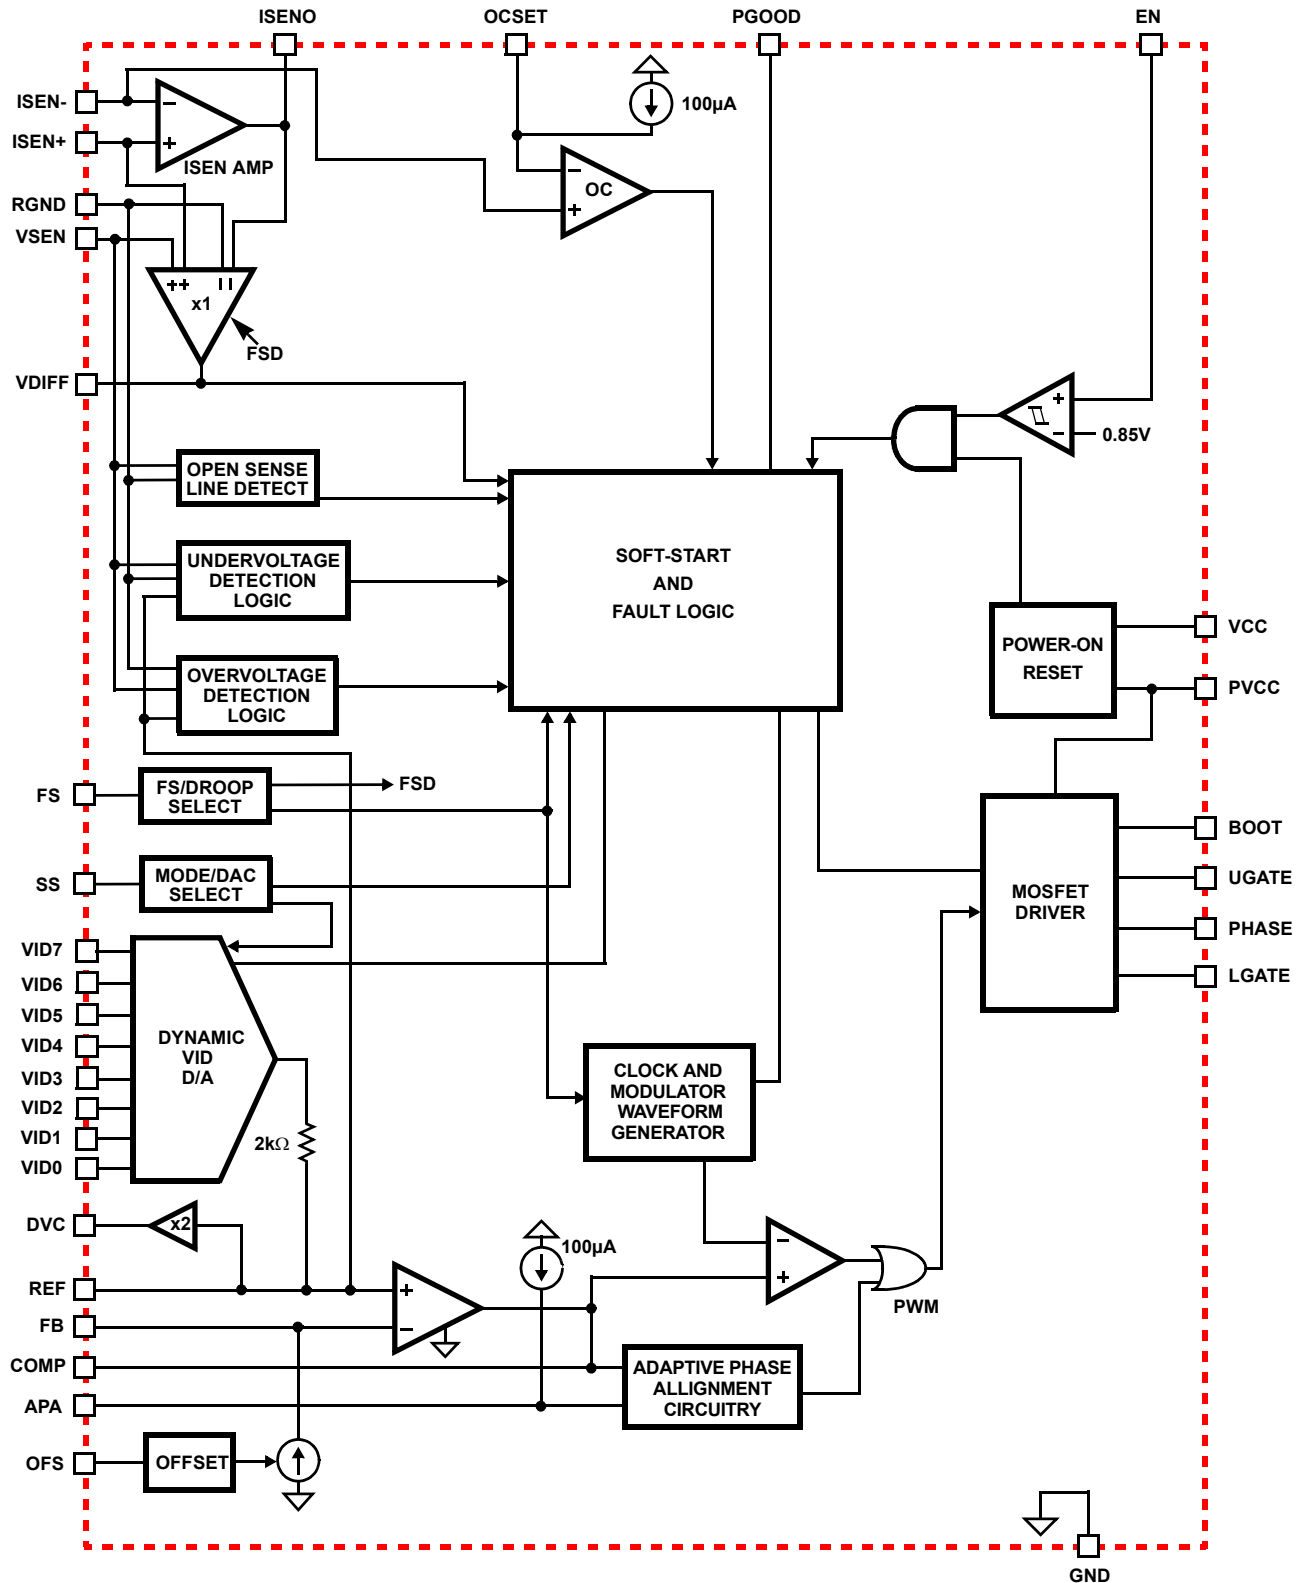 ISENO
OCSET
PGOOD
EN
ISEN-
ISEN+
RGND
VSEN
VDIFF
-
+
ISEN AMP
100µA
-
+
OC
++
--
x1
FSD
+
-
0.85V
OPEN SENSE
LINE DETECT
UNDERVOLTAGE
DETECTION
LOGIC
OVERVOLTAGE
DETECTION
LOGIC
SOFT-START
AND
FAULT LOGIC
POWER-ON
RESET
VCC
PVCC
FS
FS/DROOP
SELECT
FSD
SS
MODE/DAC
SELECT
MOSFET
DRIVER
BOOT
UGATE
PHASE
LGATE
VID7
VID6
VID5
VID4
VID3
VID2
VID1
VID0
DYNAMIC
VID
D/A
2kΩ
CLOCK AND
MODULATOR
WAVEFORM
GENERATOR
DVC
x2
100µA
REF
FB
+
-
-
+
PWM
COMP
APA
ADAPTIVE PHASE
ALLIGNMENT
CIRCUITRY
OFS
OFFSET
GND